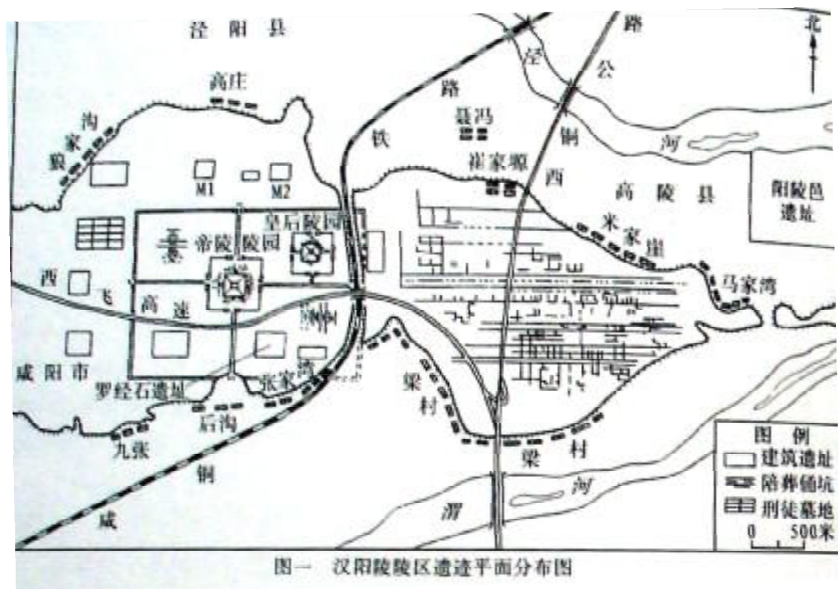 泾阳县
北
高庄
狼家沟
铁路
聂冯
泾河
西铜公路
崔家塬
高陵县
阳陵邑
遗址
米家崖
马家湾
M1
M2
皇后陵园
帝陵陵园
西飞高速
咸阳市
罗经石遗址
张家湾
后沟
九张
咸铜
梁村
梁村
渭河
图例
建筑遗址
陪葬俑坑
刑徒墓地
0 500米
图一 汉阳陵陵区遗迹平面分布图